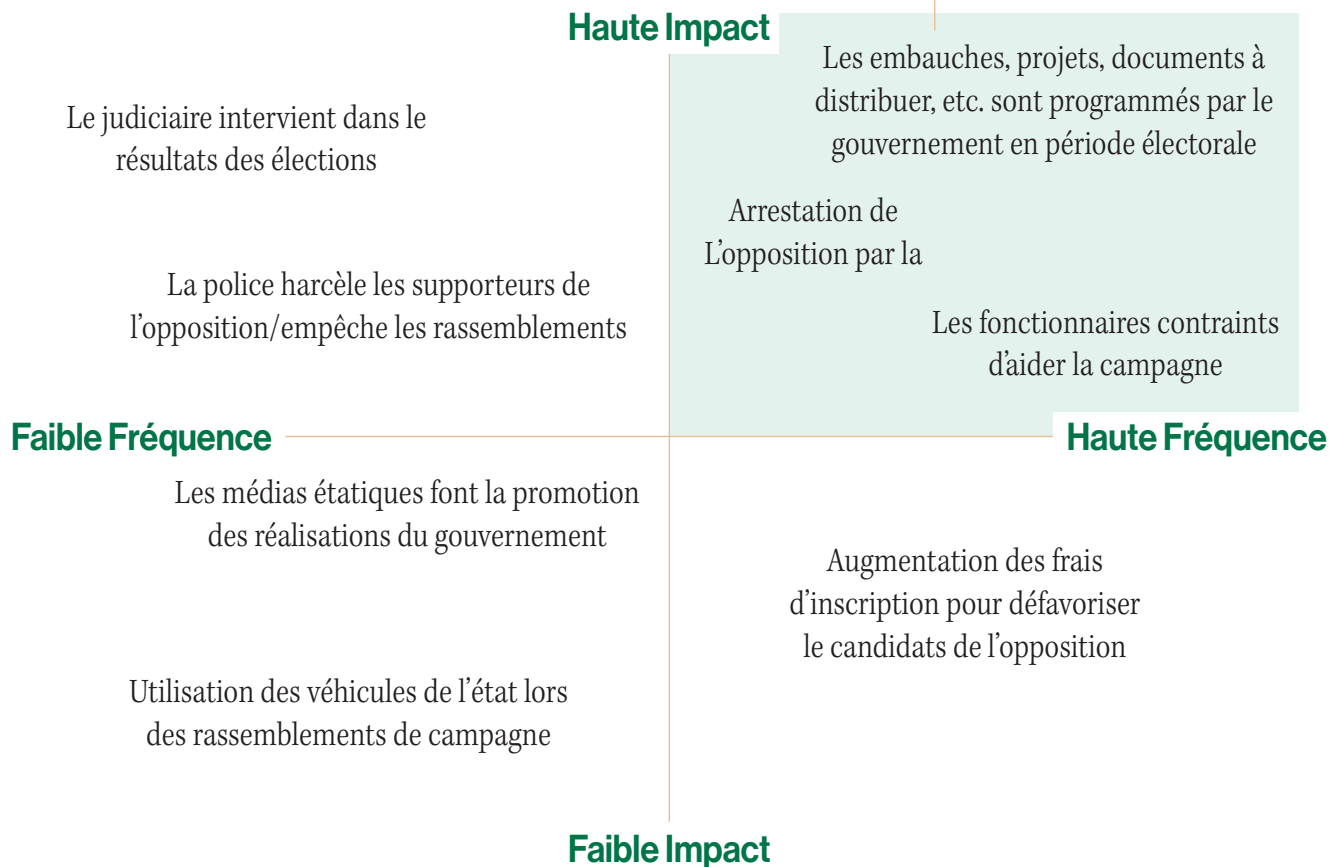 Haute Impact
Les embauches, projets, documents à
distribuer, etc. sont programmés par le
gouvernement en période électorale
Le judiciaire intervient dans le
résultats des élections
Arrestation de
L’opposition par la
La police harcèle les supporteurs de
l’opposition/empêche les rassemblements
Les fonctionnaires contraints
d’aider la campagne
Faible Fréquence
Haute Fréquence
Les médias étatiques font la promotion
des réalisations du gouvernement
Augmentation des frais
d’inscription pour défavoriser
le candidats de l’opposition
Utilisation des véhicules de l’état lors
des rassemblements de campagne
Faible Impact